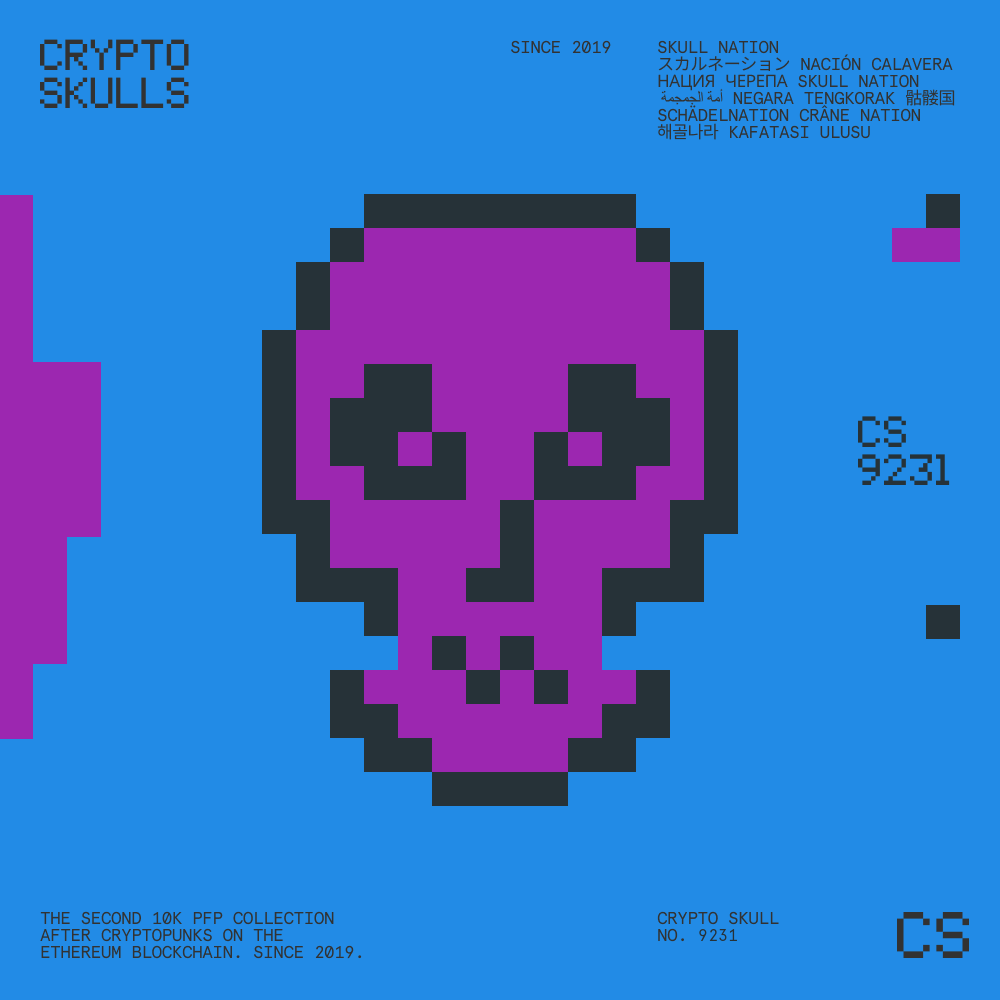 CRYPTO
SKULLS
SINCE 2019
SKULL NATION
スカルネーション NACIÓN CALAVERA
НАЦИЯ ЧЕРЕПА SKULL NATION
أمة الجمجمة NEGARA TENGKORAK 骷髅国
SCHÄDELNATION CRÂNE NATION
해골나라 KAFATASI ULUSU
CS
9231
THE SECOND 10K PFP COLLECTION
AFTER CRYPTOPUNKS ON THE
ETHEREUM BLOCKCHAIN. SINCE 2019.
CRYPTO SKULL
NO. 9231
CS